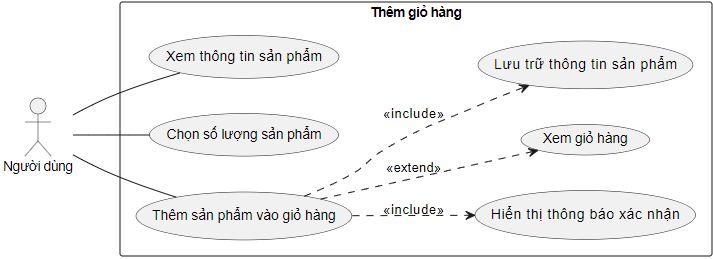 Thêm giỏ hàng
Xem thông tin sản phẩm
Lưu trữ thông tin sản phẩm
«include»
Chọn số lượng sản phẩm
Xem giỏ hàng
Người dùng
«extend»
Thêm sản phẩm vào giỏ hàng
«include»
Hiển thị thông báo xác nhận